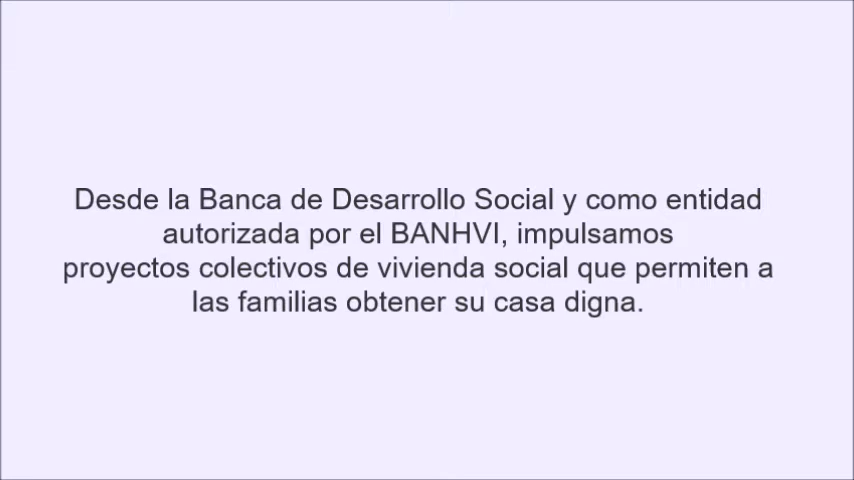 Desde la Banca de Desarrollo Social y como entidad
autorizada por el BANHVI, impulsamos
proyectos colectivos de vivienda social que permiten a
las familias obtener su casa digna.